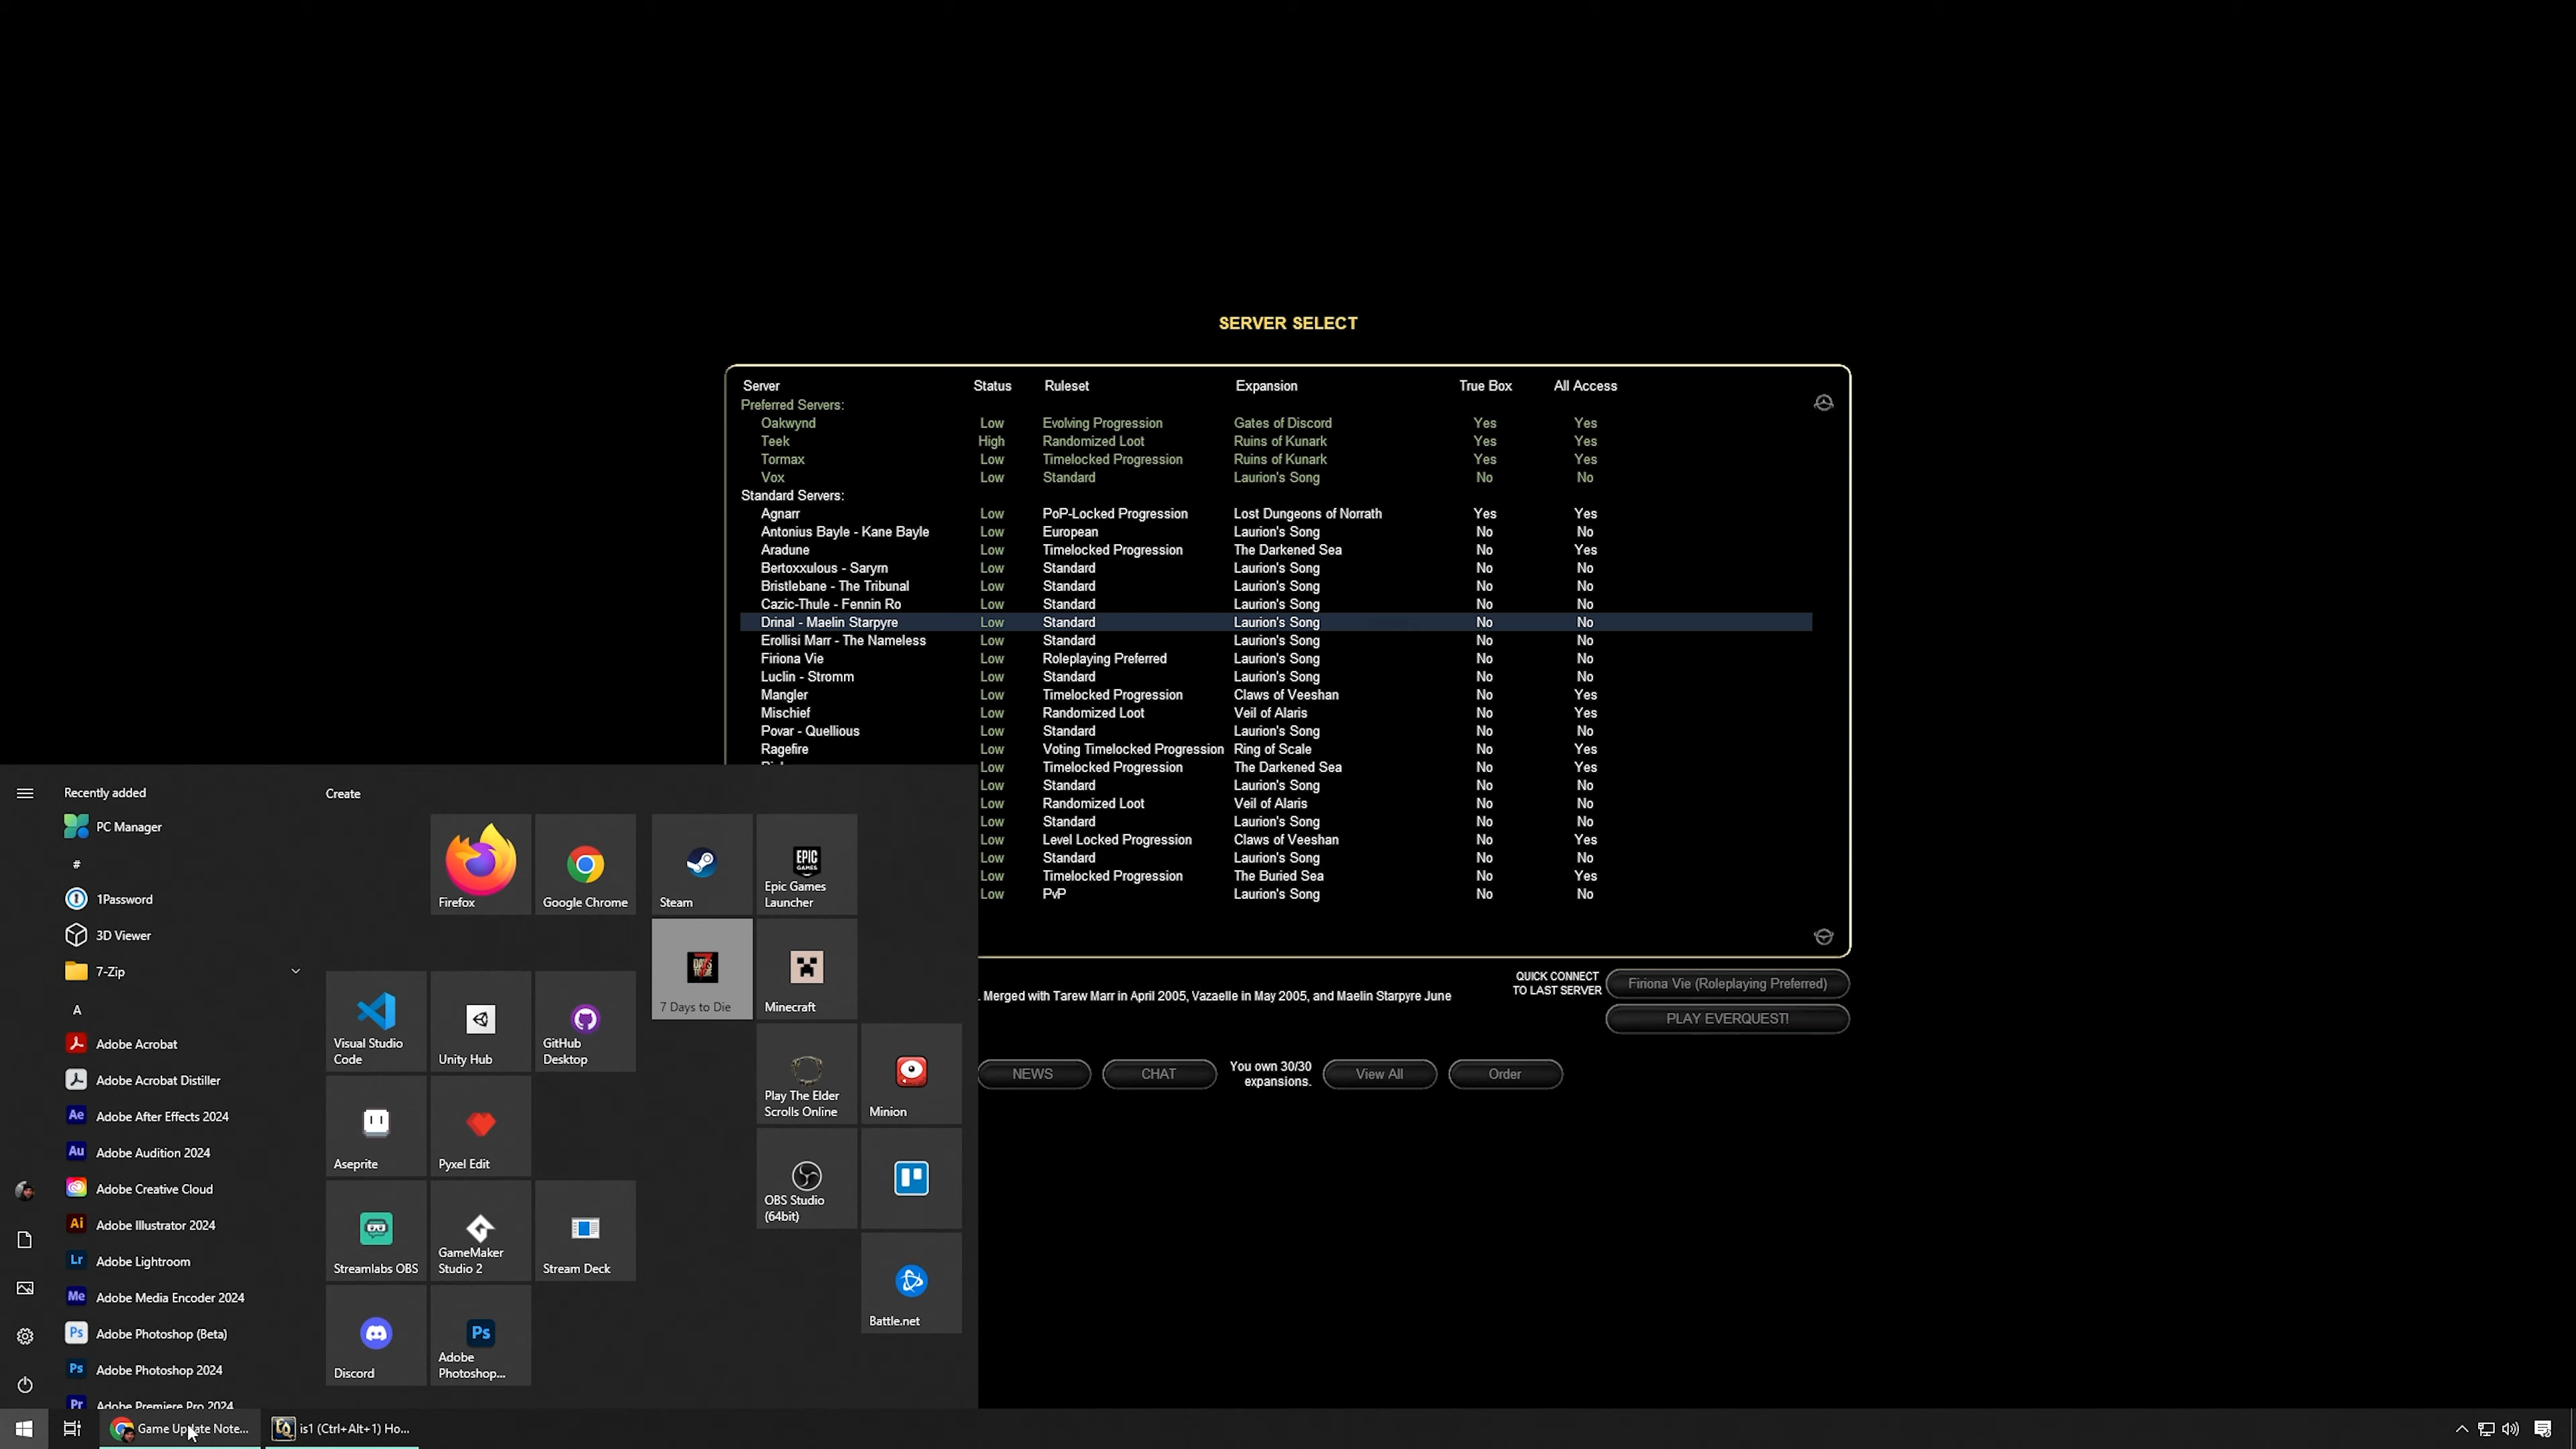 SERVER SELECT
Server Status Ruleset Expansion True Box All Access
Preferred Servers:
Oakwynd Low Evolving Progression Gates of Discord Yes Yes
Teek High Randomized Loot Ruins of Kunark Yes Yes
Tormax Low Timelocked Progression Ruins of Kunark Yes Yes
Vox Low Standard Laurion's Song No No
Standard Servers:
Agnarr Low PoP-Locked Progression Lost Dungeons of Norrath Yes Yes
Antonius Bayle - Kane Bayle Low European Laurion's Song No No
Aradune Low Timelocked Progression The Darkened Sea No Yes
Bertoxxulous - Saryrn Low Standard Laurion's Song No No
Bristlebane - The Tribunal Low Standard Laurion's Song No No
Cazic-Thule - Fennin Ro Low Standard Laurion's Song No No
Drinal - Maelin Starpyre Low Standard Laurion's Song No No
Erollisi Marr - The Nameless Low Standard Laurion's Song No No
Firiona Vie Low Roleplaying Preferred Laurion's Song No No
Luclin - Stromm Low Standard Laurion's Song No No
Mangler Low Timelocked Progression Claws of Veeshan No Yes
Mischief Low Randomized Loot Veil of Alaris No Yes
Povar - Quellious Low Standard Laurion's Song No No
Ragefire Low Voting Timelocked Progression Ring of Scale No Yes
Low Timelocked Progression The Darkened Sea No Yes
Low Standard Laurion's Song No No
Low Randomized Loot Veil of Alaris No No
Low Standard Laurion's Song No No
Low Level Locked Progression Claws of Veeshan No Yes
Low Standard Laurion's Song No No
Low Timelocked Progression The Buried Sea No Yes
Low PvP Laurion's Song No No
. Merged with Tarew Marr in April 2005, Vazaelle in May 2005, and Maelin Starpyre June
QUICK CONNECT
TO LAST SERVER
Firiona Vie (Roleplaying Preferred)
PLAY EVERQUEST!
NEWS
CHAT
You own 30/30
expansions.
View All
Order
Recently added
PC Manager
#
1Password
3D Viewer
7-Zip
A
Adobe Acrobat
Adobe Acrobat Distiller
Adobe After Effects 2024
Adobe Audition 2024
Adobe Creative Cloud
Adobe Illustrator 2024
Adobe Lightroom
Adobe Media Encoder 2024
Adobe Photoshop (Beta)
Adobe Photoshop 2024
Adobe Premiere Pro 2024
Create
Firefox
Google Chrome
Steam
EPIC
GAMES
Epic Games
Launcher
7 DAYS TO DIE
7 Days to Die
Minecraft
Visual Studio
Code
Unity Hub
GitHub
Desktop
Play The Elder
Scrolls Online
Minion
Aseprite
Pyxel Edit
OBS Studio
(64bit)
Streamlabs OBS
GameMaker
Studio 2
Stream Deck
Battle.net
Discord
Ps
Adobe
Photoshop...
Game Update Note...
is1 (Ctrl+Alt+1) Ho...